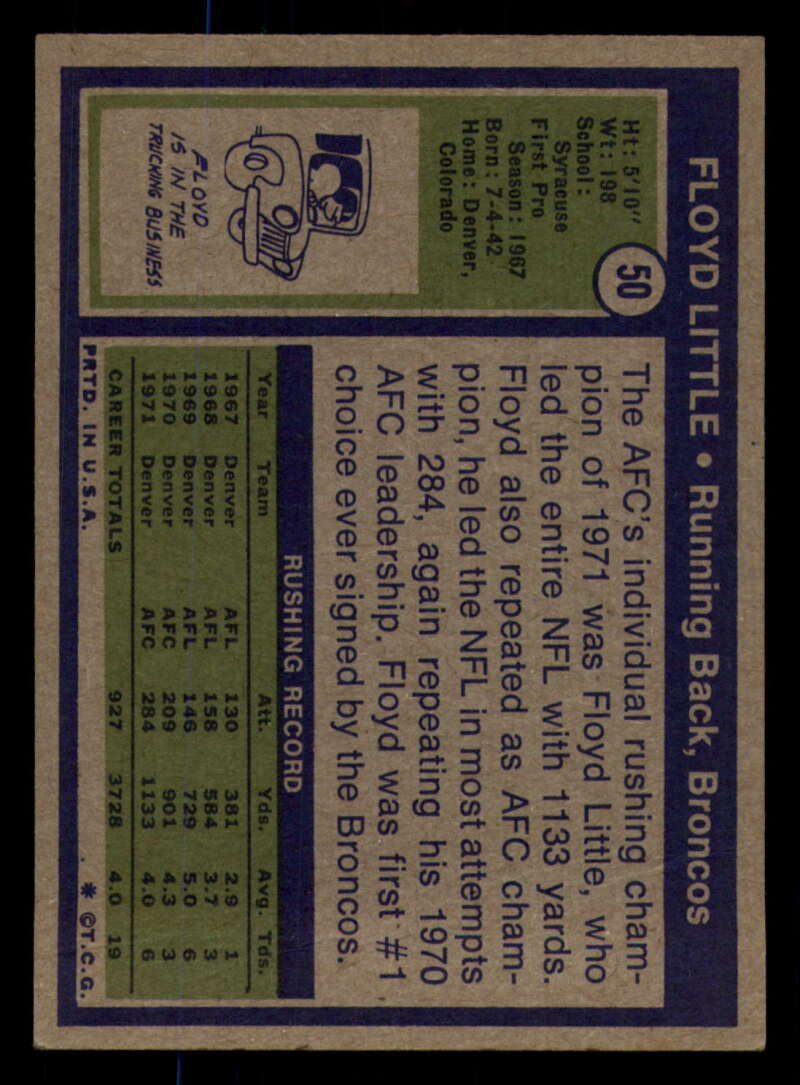 FLOYD LITTLE • Running Back, Broncos
50
Ht: 5'10"
Wt: 198
School:
Syracuse
First Pro
Season: 1967
Born: 7-4-42
Home: Denver,
Colorado
FLOYD
IS IN THE
TRUCKING BUSINESS
The AFC's individual rushing cham-
pion of 1971 was Floyd Little, who
led the entire NFL with 1133 yards.
Floyd also repeated as AFC cham-
pion, he led the NFL in most attempts
with 284, again repeating his 1970
AFC leadership. Floyd was first #1
choice ever signed by the Broncos.
RUSHING RECORD
Year Team Att. Yds. Avg. Tds.
1967 Denver AFL 130 381 2.9 1
1968 Denver AFL 158 584 3.7 3
1969 Denver AFL 146 729 5.0 6
1970 Denver AFC 209 901 4.3 3
1971 Denver AFC 284 1133 4.0 6
CAREER TOTALS 927 3728 4.0 19
PRTD. IN U.S.A. * ©T.C.G.